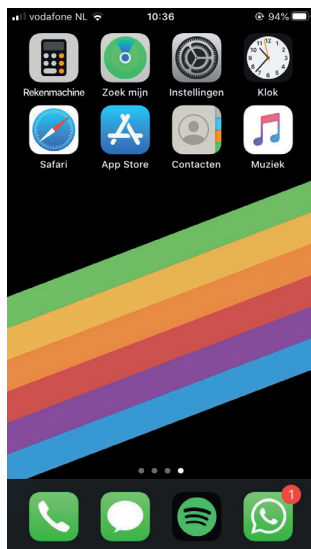 vodafone NL 10:36 94%
Rekenmachine Zoek mijn Instellingen Klok
Safari App Store Contacten Muziek
1